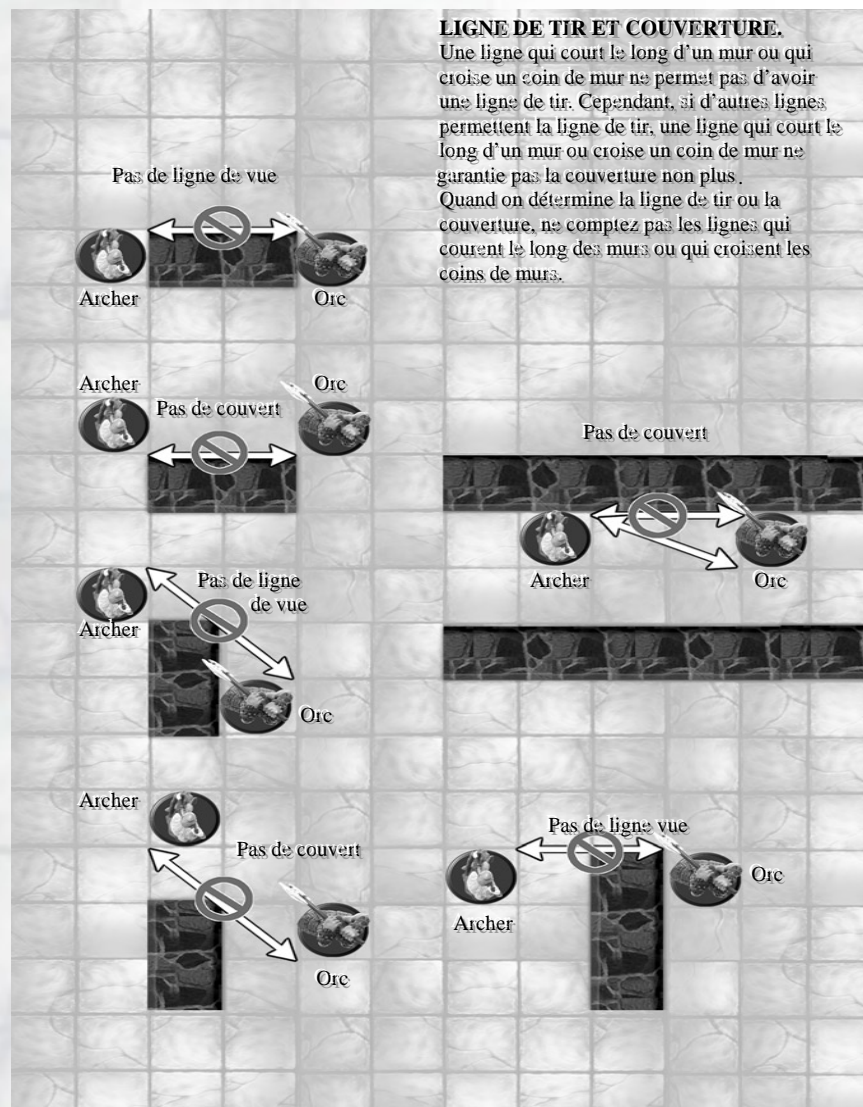 LIGNE DE TIR ET COUVERTURE.
Une ligne qui court le long d'un mur ou qui
croise un coin de mur ne permet pas d'avoir
une ligne de tir. Cependant, si d'autres lignes
permettent la ligne de tir, une ligne qui court le
long d'un mur ou croise un coin de mur ne
garantie pas la couverture non plus.
Quand on détermine la ligne de tir ou la
couverture, ne comptez pas les lignes qui
courent le long des murs ou qui croisent les
coins de murs.
Pas de ligne de vue
Archer
Orc
Archer
Orc
Pas de couvert
Pas de couvert
Archer
Orc
Pas de ligne
de vue
Archer
Orc
Archer
Pas de couvert
Orc
Pas de ligne vue
Orc
Archer